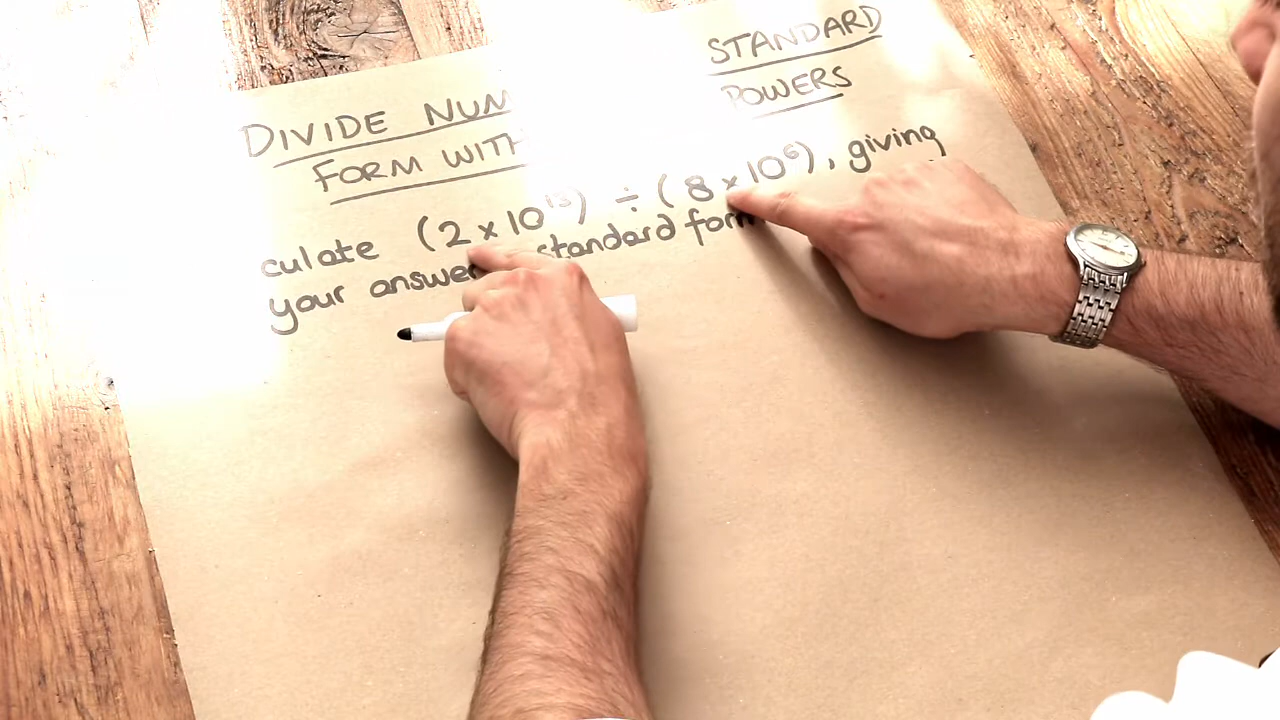 DIVIDE NUM STANDARD
FORM WITH POWERS
culate (2 × 10¹³) ÷ (8 × 10⁶), giving
your answer standard form